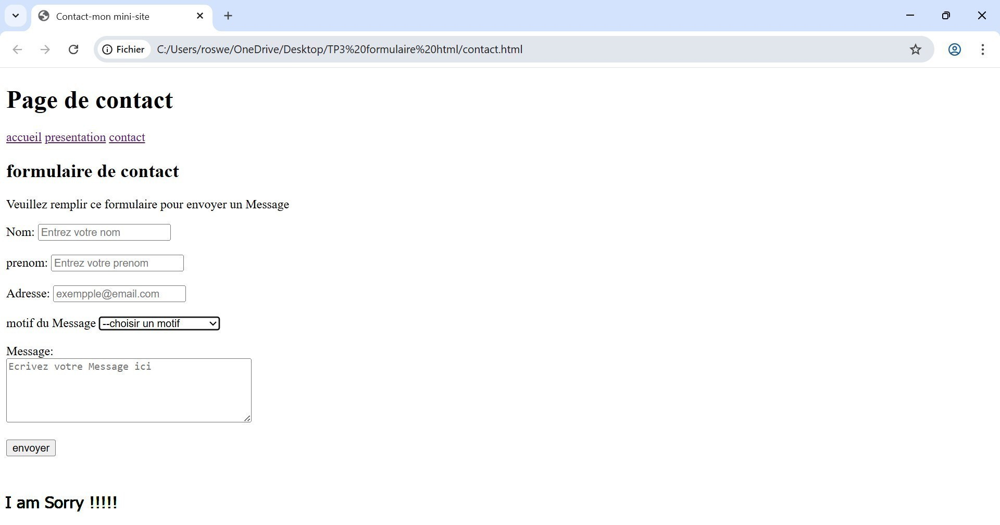 Contact-mon mini-site
Fichier C:/Users/roswe/OneDrive/Desktop/TP3%20formulaire%20html/contact.html
Page de contact
accueil presentation contact
formulaire de contact
Veuillez remplir ce formulaire pour envoyer un Message
Nom: Entrez votre nom
prenom: Entrez votre prenom
Adresse: exempple@email.com
motif du Message --choisir un motif
Message:
Ecrivez votre Message ici
envoyer
I am Sorry !!!!!